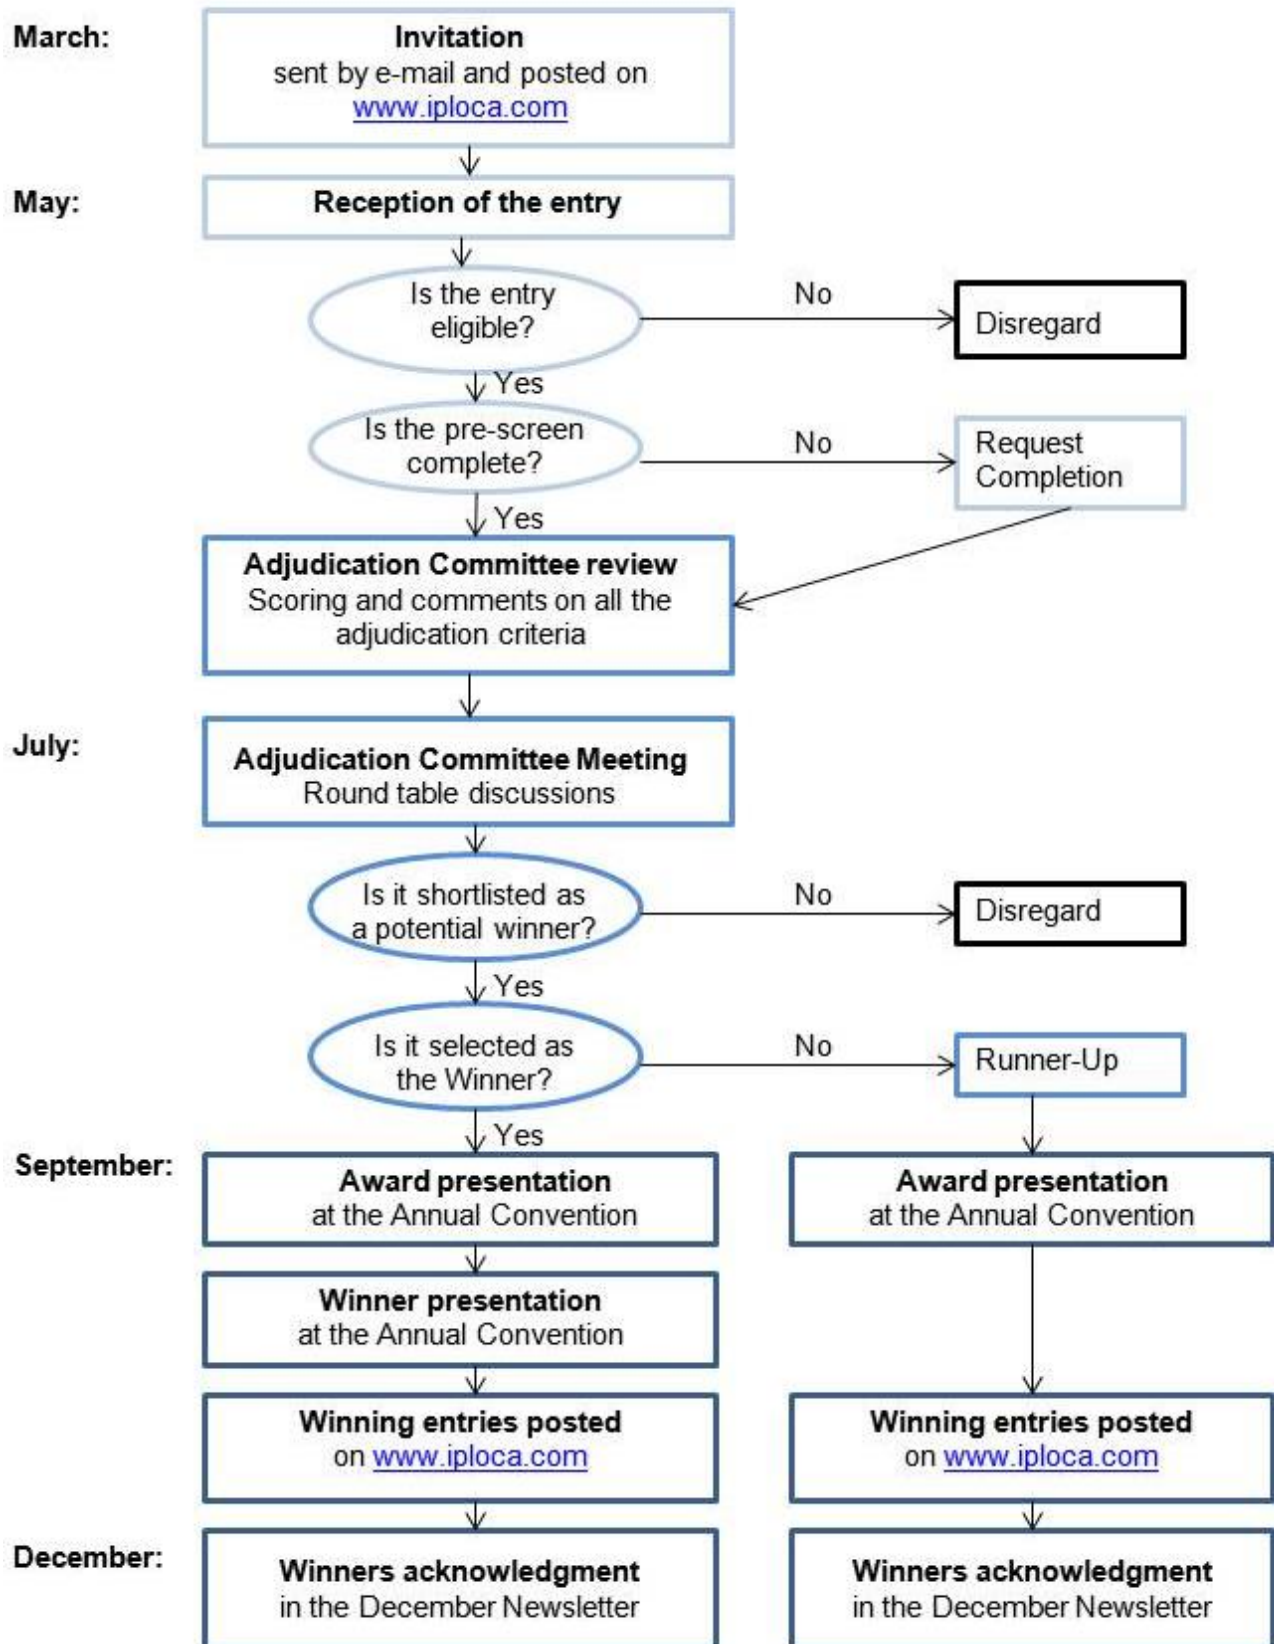 March:
Invitation
sent by e-mail and posted on
www.iploca.com
May:
Reception of the entry
Is the entry
eligible?
No
Disregard
Yes
Is the pre-screen
complete?
No
Request
Completion
Yes
Adjudication Committee review
Scoring and comments on all the
adjudication criteria
July:
Adjudication Committee Meeting
Round table discussions
Is it shortlisted as
a potential winner?
No
Disregard
Yes
Is it selected as
the Winner?
No
Runner-Up
Yes
September:
Award presentation
at the Annual Convention
Award presentation
at the Annual Convention
Winner presentation
at the Annual Convention
Winning entries posted
on www.iploca.com
Winning entries posted
on www.iploca.com
December:
Winners acknowledgment
in the December Newsletter
Winners acknowledgment
in the December Newsletter